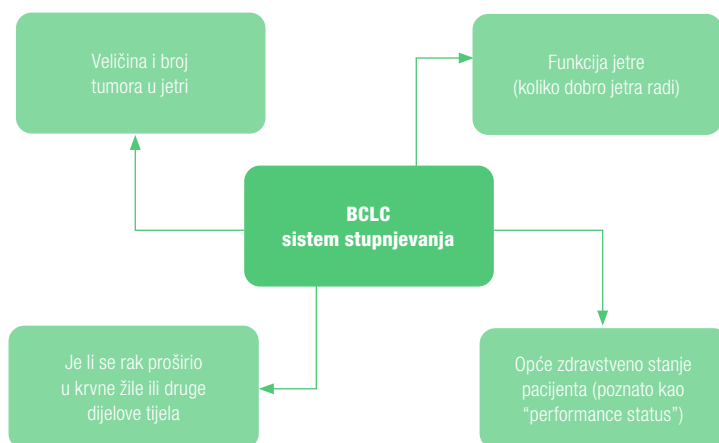 Veličina i broj
tumora u jetri
Funkcija jetre
(koliko dobro jetra radi)
BCLC
sistem stupnjevanja
Je li se rak proširio
u krvne žile ili druge
dijelove tijela
Opće zdravstveno stanje
pacijenta (poznato kao
“performance status”)